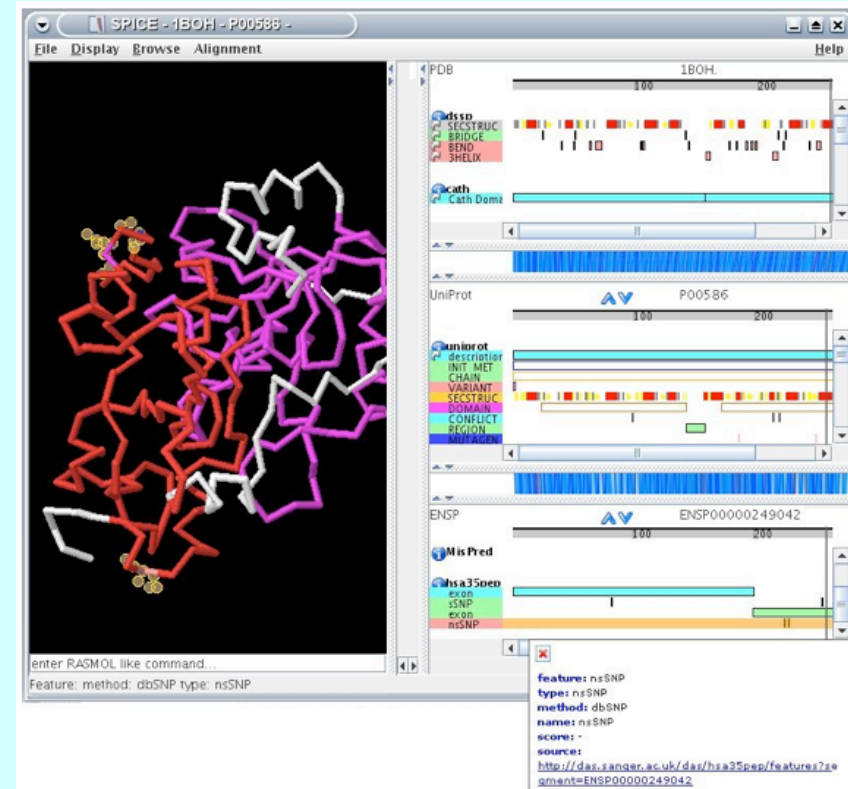 SPICE - 1BOH - P00586 -
File Display Browse Alignment Help
PDB 1BOH.
100 200
dssp
SECSTRUC
BRIDGE
BEND
3HELIX
cath
Cath Doma
UniProt P00586
100 200
uniprot
description
INIT_MET
CHAIN
VARIANT
SECSTRUC
DOMAIN
CONFLICT
REGION
MUTAGEN
ENSP ENSP00000249042
100 200
MisPred
hsa35pep
exon
sSNP
exon
nsSNP
enter RASMOL like command...
Feature: method: dbSNP type: nsSNP
feature: nsSNP
type: nsSNP
method: dbSNP
name: nsSNP
score: -
source:
http://das.sanger.ac.uk/das/hsa35pep/features?se
gment=ENSP00000249042